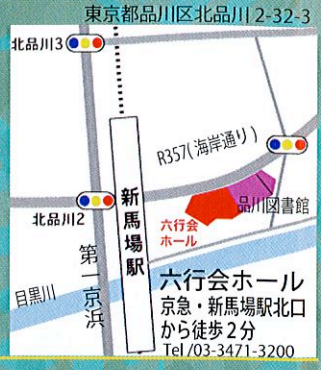 東京都品川区北品川2-32-3
北品川3
R357(海岸通り)
北品川2
新馬場駅
品川図書館
六行会
ホール
第一京浜
目黒川
六行会ホール
京急・新馬場駅北口
から徒歩2分
Tel/03-3471-3200